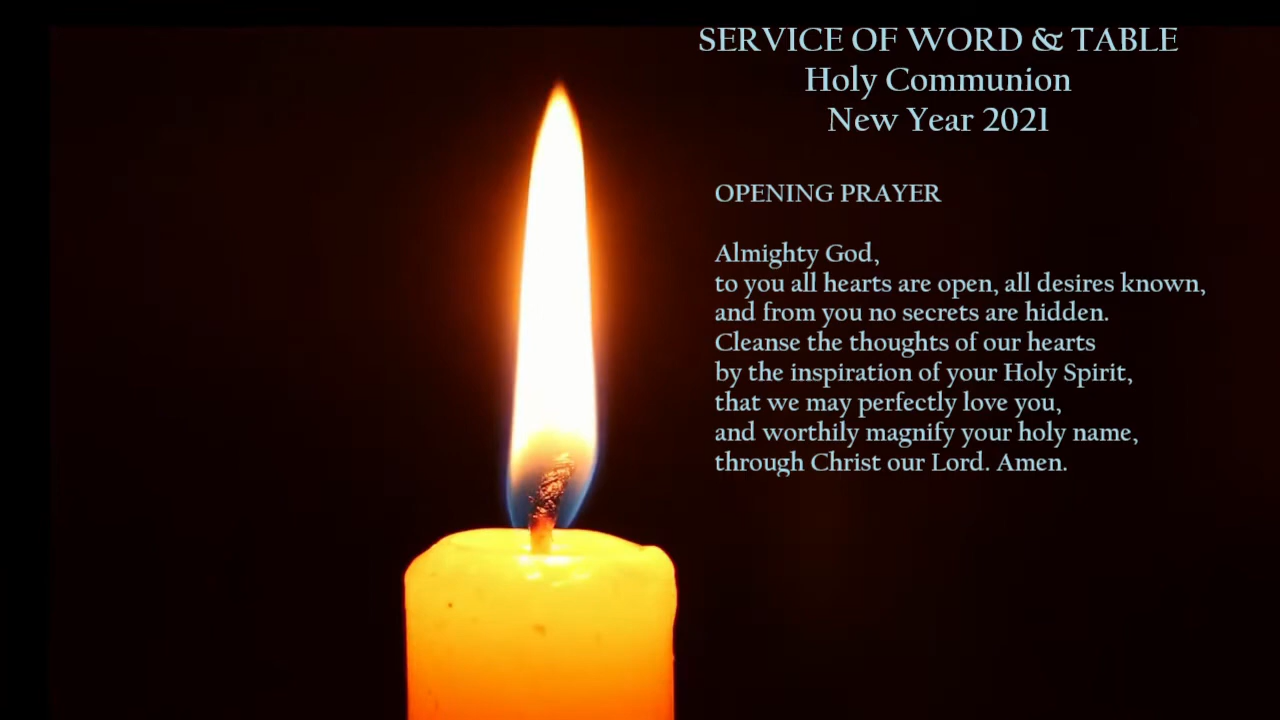 SERVICE OF WORD & TABLE
Holy Communion
New Year 2021
OPENING PRAYER
Almighty God,
to you all hearts are open, all desires known,
and from you no secrets are hidden.
Cleanse the thoughts of our hearts
by the inspiration of your Holy Spirit,
that we may perfectly love you,
and worthily magnify your holy name,
through Christ our Lord. Amen.